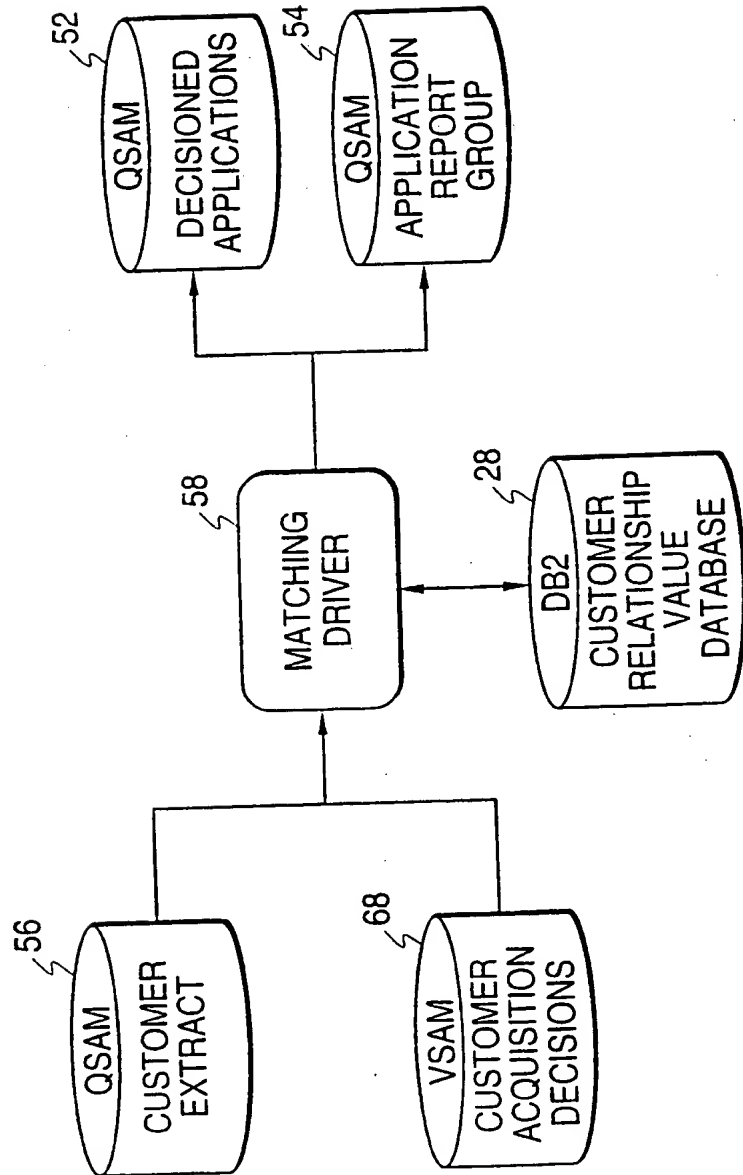 56
QSAM
CUSTOMER
EXTRACT
68
VSAM
CUSTOMER
ACQUISITION
DECISIONS
58
MATCHING
DRIVER
28
DB2
CUSTOMER
RELATIONSHIP
VALUE
DATABASE
52
QSAM
DECISIONED
APPLICATIONS
54
QSAM
APPLICATION
REPORT
GROUP